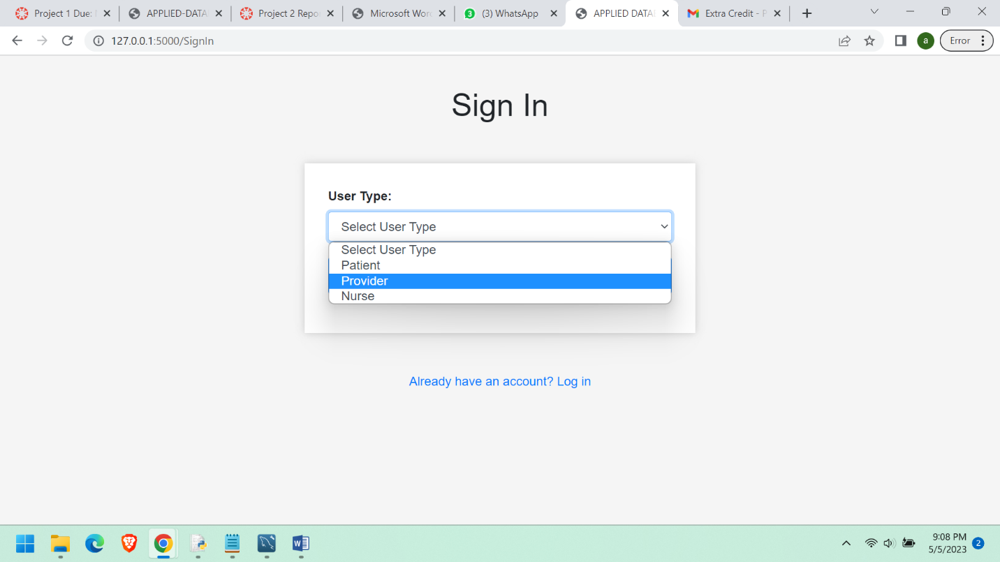 Project 1 Due:
APPLIED-DATA
Project 2 Repo
Microsoft Word
3 (3) WhatsApp
APPLIED DATA
Extra Credit - P
127.0.0.1:5000/SignIn
a
Error
Sign In
User Type:
Select User Type
Select User Type
Patient
Provider
Nurse
Already have an account? Log in
9:08 PM
5/5/2023
2